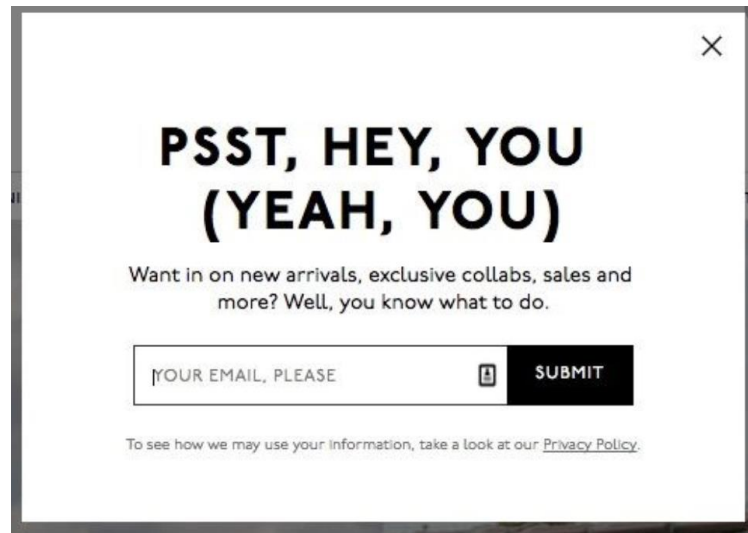 PSST, HEY, YOU
(YEAH, YOU)
Want in on new arrivals, exclusive collabs, sales and
more? Well, you know what to do.
YOUR EMAIL, PLEASE
SUBMIT
To see how we may use your information, take a look at our Privacy Policy.